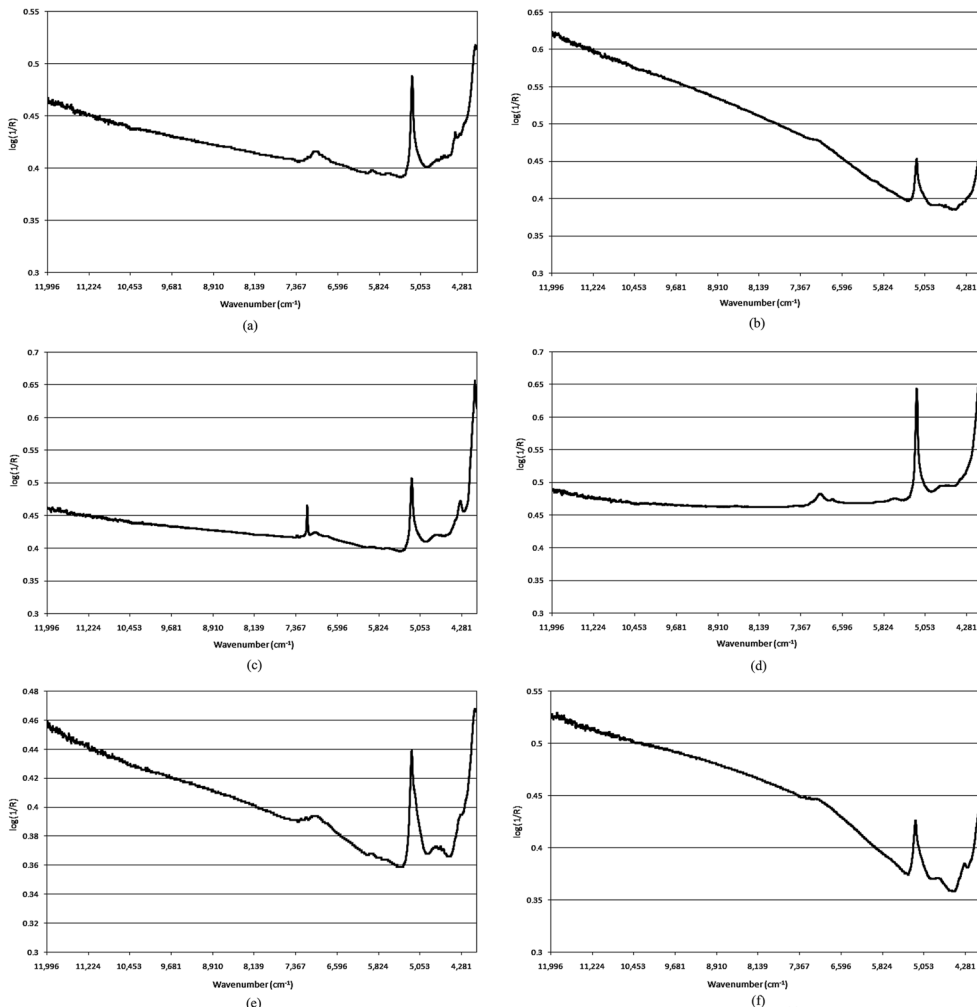 0.55
0.5
0.45
0.4
0.35
0.3
log(1/R)
11,996 11,224 10,453 9,681 8,910 8,139 7,367 6,596 5,824 5,053 4,281
Wavenumber (cm⁻¹)
(a)
0.65
0.6
0.55
0.5
0.45
0.4
0.35
0.3
log(1/R)
11,996 11,224 10,453 9,681 8,910 8,139 7,367 6,596 5,824 5,053 4,281
Wavenumber (cm⁻¹)
(b)
0.7
0.65
0.6
0.55
0.5
0.45
0.4
0.35
0.3
log(1/R)
11,996 11,224 10,453 9,681 8,910 8,139 7,367 6,596 5,824 5,053 4,281
Wavenumber (cm⁻¹)
(c)
0.7
0.65
0.6
0.55
0.5
0.45
0.4
0.35
0.3
log(1/R)
11,996 11,224 10,453 9,681 8,910 8,139 7,367 6,596 5,824 5,053 4,281
Wavenumber (cm⁻¹)
(d)
0.48
0.46
0.44
0.42
0.4
0.38
0.36
0.34
0.32
0.3
log(1/R)
11,996 11,224 10,453 9,681 8,910 8,139 7,367 6,596 5,824 5,053 4,281
Wavenumber (cm⁻¹)
(e)
0.55
0.5
0.45
0.4
0.35
0.3
log(1/R)
11,996 11,224 10,453 9,681 8,910 8,139 7,367 6,596 5,824 5,053 4,281
Wavenumber (cm⁻¹)
(f)